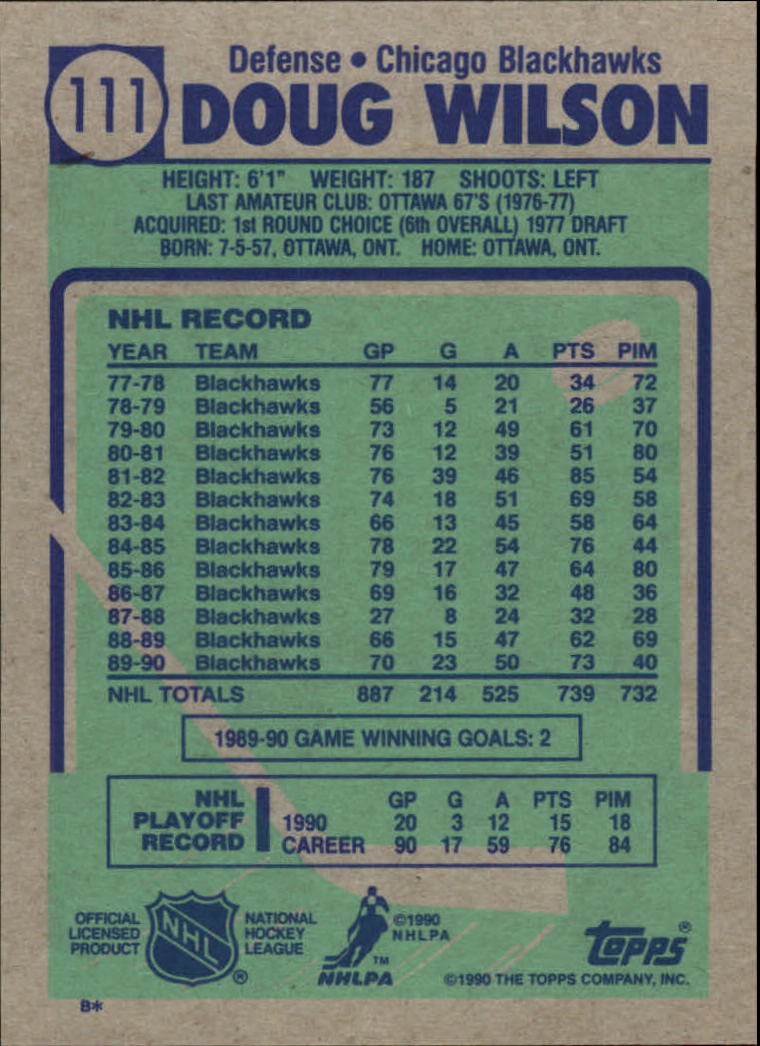 111
Defense • Chicago Blackhawks
DOUG WILSON
HEIGHT: 6'1" WEIGHT: 187 SHOOTS: LEFT
LAST AMATEUR CLUB: OTTAWA 67'S (1976-77)
ACQUIRED: 1st ROUND CHOICE (6th OVERALL) 1977 DRAFT
BORN: 7-5-57, OTTAWA, ONT. HOME: OTTAWA, ONT.
NHL RECORD
YEAR TEAM GP G A PTS PIM
77-78 Blackhawks 77 14 20 34 72
78-79 Blackhawks 56 5 21 26 37
79-80 Blackhawks 73 12 49 61 70
80-81 Blackhawks 76 12 39 51 80
81-82 Blackhawks 76 39 46 85 54
82-83 Blackhawks 74 18 51 69 58
83-84 Blackhawks 66 13 45 58 64
84-85 Blackhawks 78 22 54 76 44
85-86 Blackhawks 79 17 47 64 80
86-87 Blackhawks 69 16 32 48 36
87-88 Blackhawks 27 8 24 32 28
88-89 Blackhawks 66 15 47 62 69
89-90 Blackhawks 70 23 50 73 40
NHL TOTALS 887 214 525 739 732
1989-90 GAME WINNING GOALS: 2
NHL PLAYOFF RECORD
GP G A PTS PIM
1990 20 3 12 15 18
CAREER 90 17 59 76 84
OFFICIAL
LICENSED
PRODUCT
NHL
®
NATIONAL
HOCKEY
LEAGUE
©1990
NHLPA
TM
NHLPA
topps®
©1990 THE TOPPS COMPANY, INC.
B*